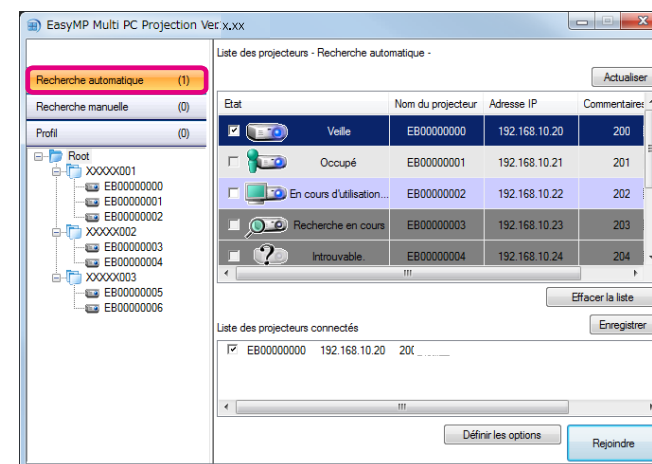 EasyMP Multi PC Projection Ver.x.xx
Liste des projecteurs - Recherche automatique -
Recherche automatique (1)
Actualiser
Recherche manuelle (0)
Profil (0)
Root
XXXXX001
EB00000000
EB00000001
EB00000002
XXXXX002
EB00000003
EB00000004
XXXXX003
EB00000005
EB00000006
Etat Nom du projecteur Adresse IP Commentaires
Veille EB00000000 192.168.10.20 200
Occupé EB00000001 192.168.10.21 201
En cours d'utilisation... EB00000002 192.168.10.22 202
Recherche en cours EB00000003 192.168.10.23 203
Introuvable. EB00000004 192.168.10.24 204
Effacer la liste
Liste des projecteurs connectés
Enregistrer
EB00000000 192.168.10.20
Définir les options
Rejoindre